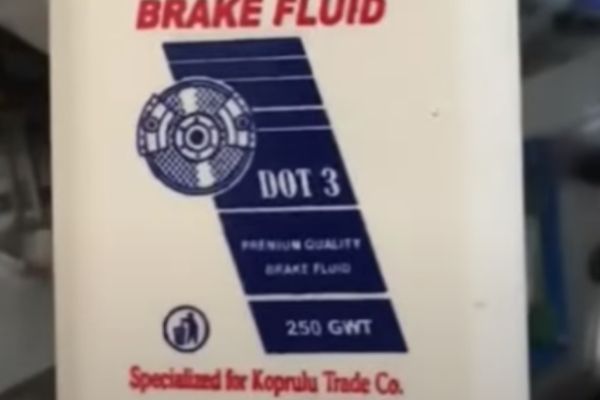 BRAKE FLUID
DOT 3
PREMIUM QUALITY
BRAKE FLUID
250 GWT
Specialized for Koprulu Trade Co.